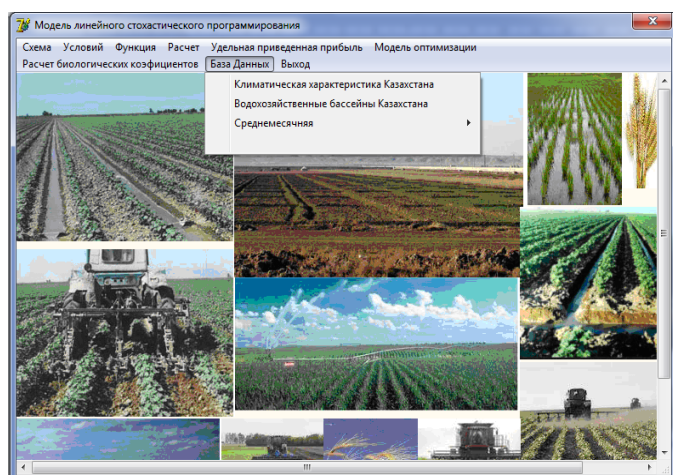 Модель линейного стохастического программирования
Схема Условий Функция Расчет Удельная приведенная прибыль Модель оптимизации
Расчет биологических коэфициентов База Данных Выход
Климатическая характеристика Казахстана
Водохозяйственные бассейны Казахстана
Среднемесячняя